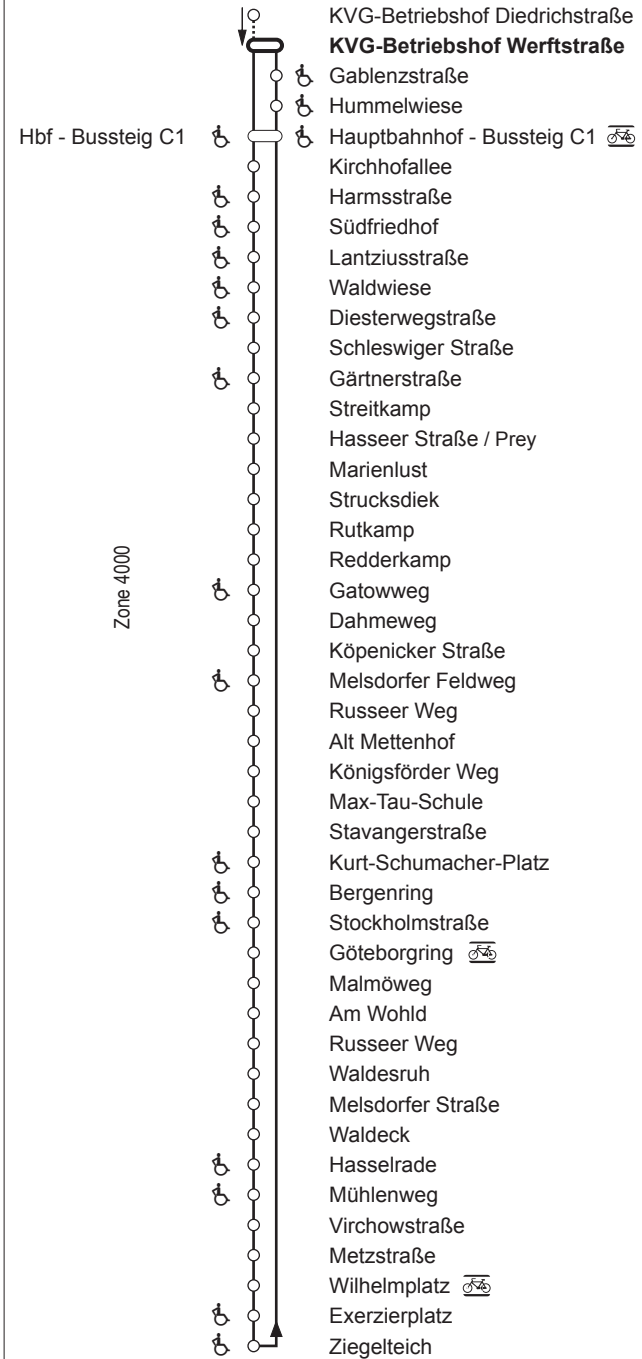 KVG-Betriebshof Diedrichstraße
KVG-Betriebshof Werftstraße
Gablenzstraße
Hummelwiese
Hbf - Bussteig C1 Hauptbahnhof - Bussteig C1
Kirchhofallee
Harmsstraße
Südfriedhof
Lantziusstraße
Waldwiese
Diesterwegstraße
Schleswiger Straße
Gärtnerstraße
Streitkamp
Hasseer Straße / Prey
Marienlust
Strucksdiek
Rutkamp
Redderkamp
Zone 4000
Gatowweg
Dahmeweg
Köpenicker Straße
Melsdorfer Feldweg
Russeer Weg
Alt Mettenhof
Königsförder Weg
Max-Tau-Schule
Stavangerstraße
Kurt-Schumacher-Platz
Bergenring
Stockholmstraße
Göteborgring
Malmöweg
Am Wohld
Russeer Weg
Waldesruh
Melsdorfer Straße
Waldeck
Hasselrade
Mühlenweg
Virchowstraße
Metzstraße
Wilhelmplatz
Exerzierplatz
Ziegelteich